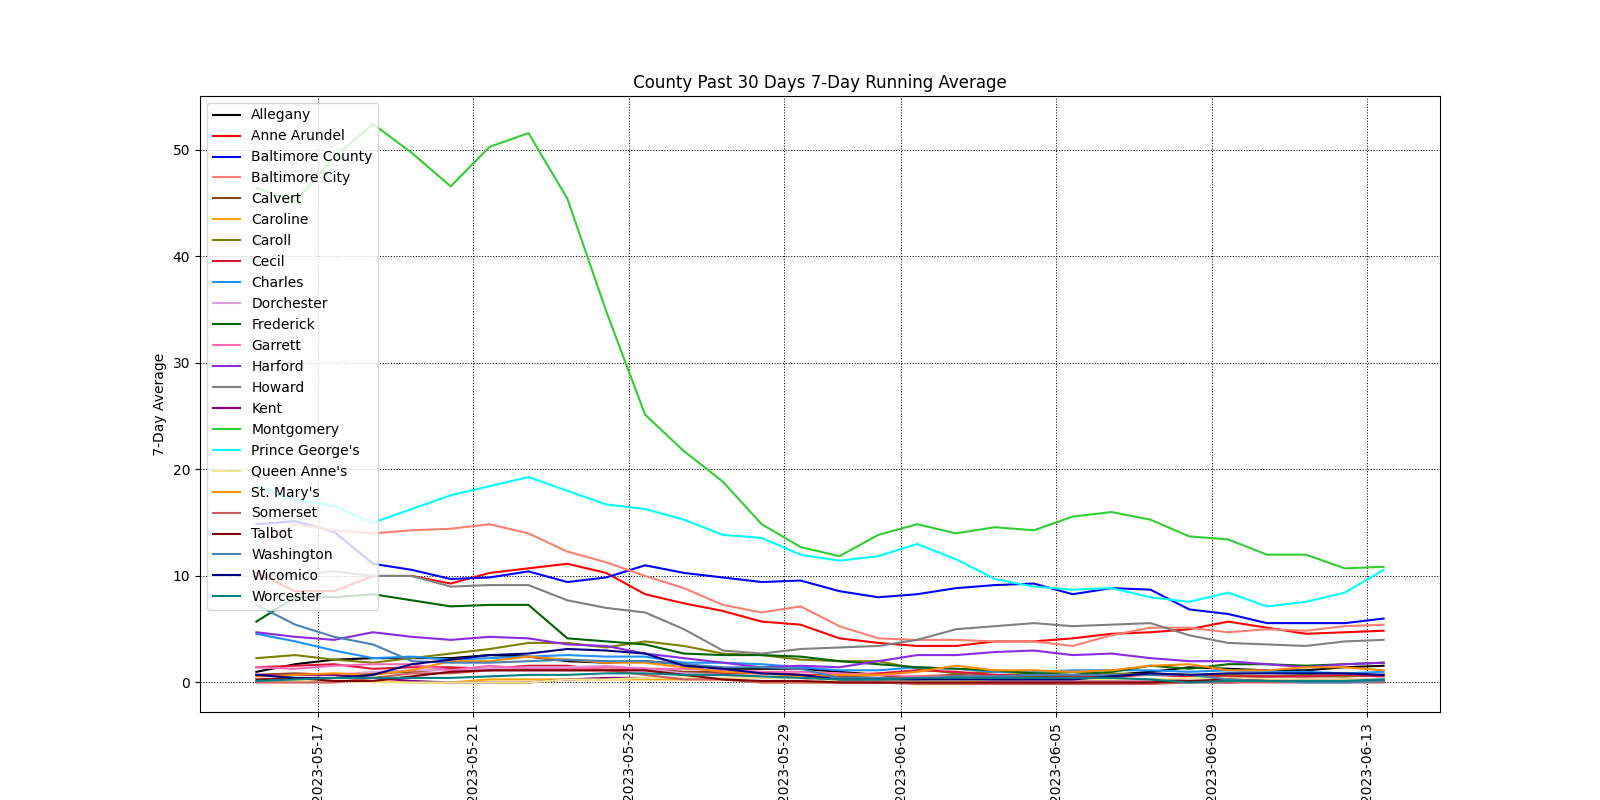 County Past 30 Days 7-Day Running Average
7-Day Average
50
40
30
20
10
0
Allegany
Anne Arundel
Baltimore County
Baltimore City
Calvert
Caroline
Caroll
Cecil
Charles
Dorchester
Frederick
Garrett
Harford
Howard
Kent
Montgomery
Prince George's
Queen Anne's
St. Mary's
Somerset
Talbot
Washington
Wicomico
Worcester
2023-05-17
2023-05-21
2023-05-25
2023-05-29
2023-06-01
2023-06-05
2023-06-09
2023-06-13